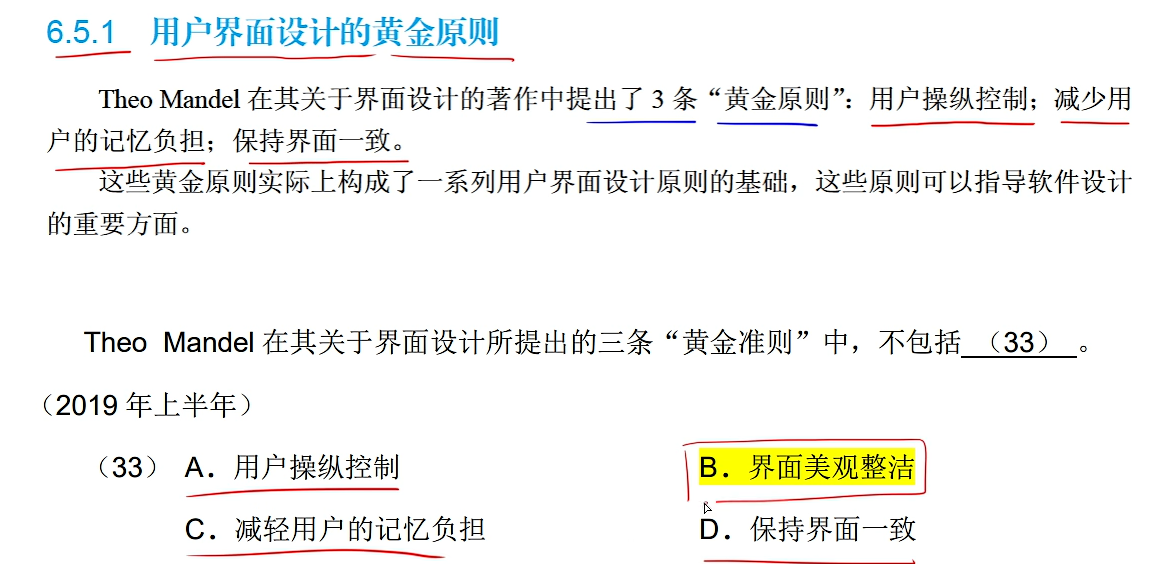 6.5.1 用户界面设计的黄金原则
Theo Mandel 在其关于界面设计的著作中提出了 3 条“黄金原则”：用户操纵控制；减少用
户的记忆负担；保持界面一致。
这些黄金原则实际上构成了一系列用户界面设计原则的基础，这些原则可以指导软件设计
的重要方面。
Theo Mandel 在其关于界面设计所提出的三条“黄金准则”中，不包括（33）。
（2019 年上半年）
（33） A．用户操纵控制 B．界面美观整洁
C．减轻用户的记忆负担 D．保持界面一致